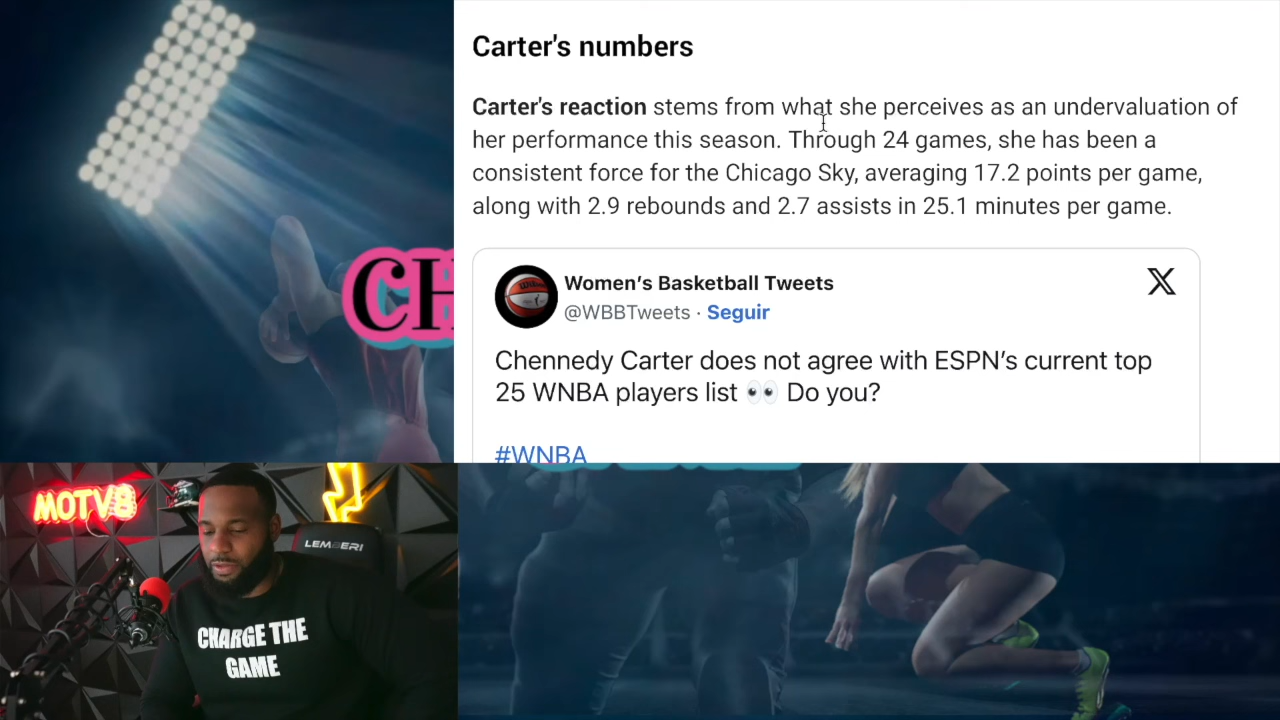 Carter's numbers
Carter's reaction stems from what she perceives as an undervaluation of
her performance this season. Through 24 games, she has been a
consistent force for the Chicago Sky, averaging 17.2 points per game,
along with 2.9 rebounds and 2.7 assists in 25.1 minutes per game.
CH
Women's Basketball Tweets
@WBBTweets · Seguir
Chennedy Carter does not agree with ESPN's current top
25 WNBA players list 👀 Do you?
#WNBA
MOTV8
LEMBERI
CHARGE THE
GAME